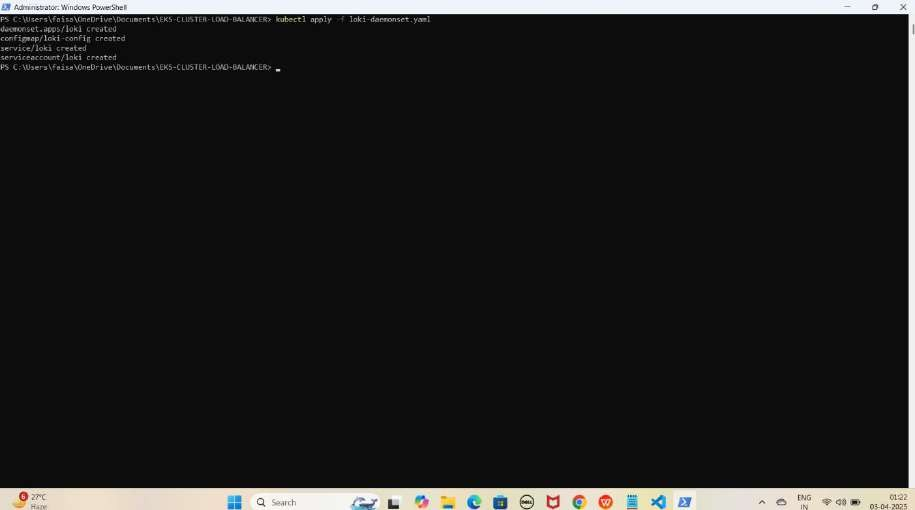 Administrator: Windows PowerShell
PS C:\Users\faisa\OneDrive\Documents\EKS-CLUSTER-LOAD-BALANCER> kubectl apply -f loki-daemonset.yaml
daemonset.apps/loki created
configmap/loki-config created
service/loki created
serviceaccount/loki created
PS C:\Users\faisa\OneDrive\Documents\EKS-CLUSTER-LOAD-BALANCER> _
6
27°C
Haze
Search
DELL
W
ENG
IN
01:22
03-04-2025